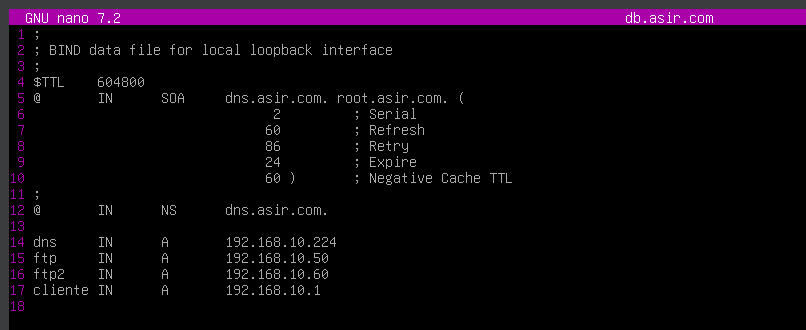 GNU nano 7.2 db.asir.com
1 ;
2 ; BIND data file for local loopback interface
3 ;
4 $TTL 604800
5 @ IN SOA dns.asir.com. root.asir.com. (
6 2 ; Serial
7 60 ; Refresh
8 86 ; Retry
9 24 ; Expire
10 60 ) ; Negative Cache TTL
11 ;
12 @ IN NS dns.asir.com.
13
14 dns IN A 192.168.10.224
15 ftp IN A 192.168.10.50
16 ftp2 IN A 192.168.10.60
17 cliente IN A 192.168.10.1
18